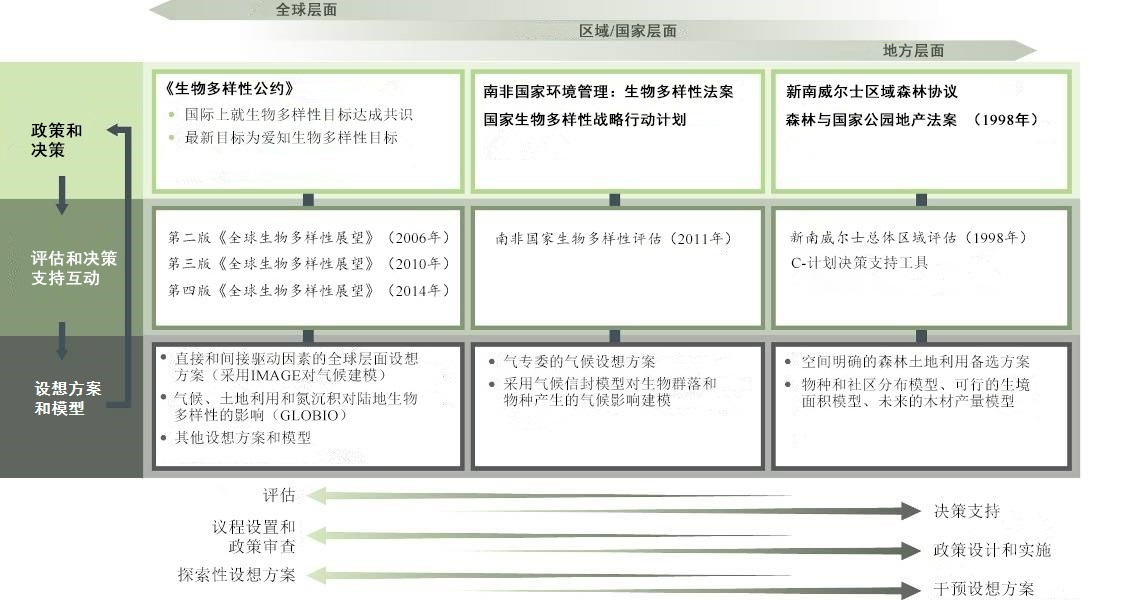 全球层面
区域/国家层面
地方层面
政策和
决策
《生物多样性公约》
国际上就生物多样性目标达成共识
最新目标为爱知生物多样性目标
南非国家环境管理：生物多样性法案
国家生物多样性战略行动计划
新南威尔士区域森林协议
森林与国家公园地产法案 （1998年）
评估和决策
支持互动
第二版《全球生物多样性展望》（2006年）
第三版《全球生物多样性展望》（2010年）
第四版《全球生物多样性展望》（2014年）
南非国家生物多样性评估（2011年）
新南威尔士总体区域评估（1998年）
C-计划决策支持工具
设想方案
和模型
直接和间接驱动因素的全球层面设想
方案（采用IMAGE对气候建模）
气候、土地利用和氮沉积对陆地生物
多样性的影响（GLOBIO）
其他设想方案和模型
气专委的气候设想方案
采用气候信封模型对生物群落和
物种产生的气候影响建模
空间明确的森林土地利用备选方案
物种和社区分布模型、可行的生境
面积模型、未来的木材产量模型
评估
决策支持
议程设置和
政策审查
政策设计和实施
探索性设想方案
干预设想方案